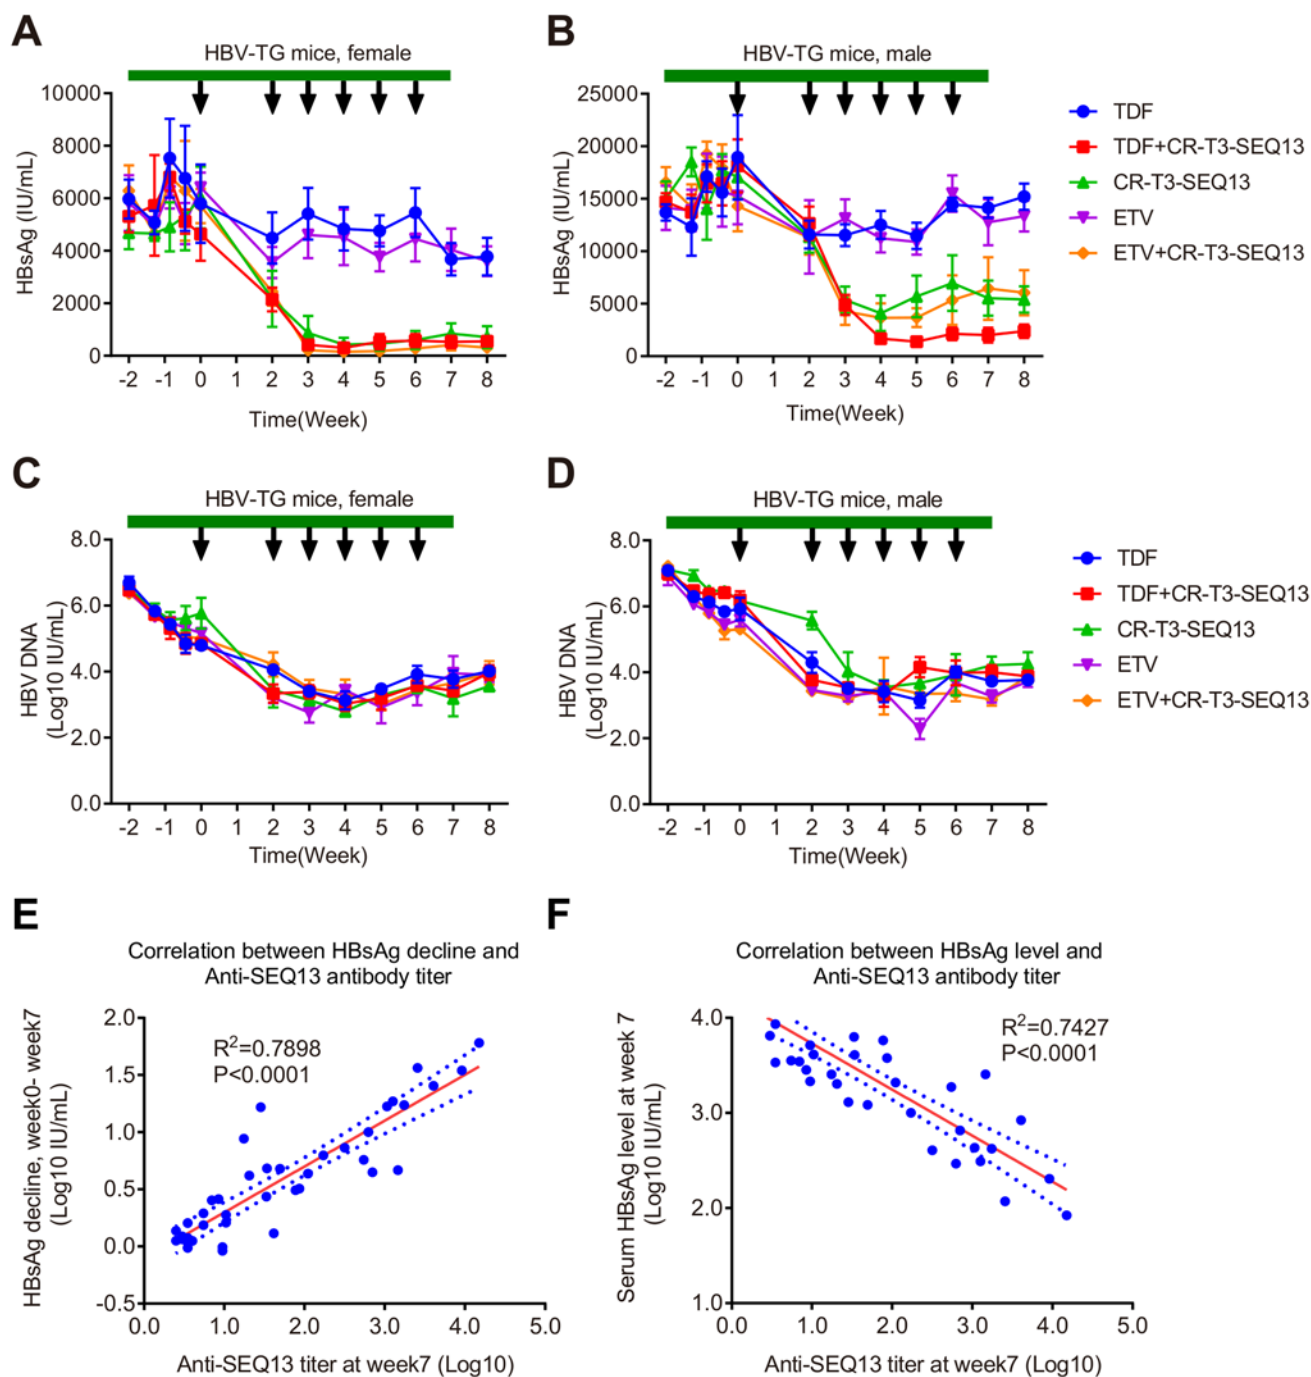 A
HBV-TG mice, female
HBsAg (IU/mL)
10000
8000
6000
4000
2000
0
-2 -1 0 1 2 3 4 5 6 7 8
Time(Week)
B
HBV-TG mice, male
HBsAg (IU/mL)
25000
20000
15000
10000
5000
0
-2 -1 0 1 2 3 4 5 6 7 8
Time(Week)
TDF
TDF+CR-T3-SEQ13
CR-T3-SEQ13
ETV
ETV+CR-T3-SEQ13
C
HBV-TG mice, female
HBV DNA
(Log10 IU/mL)
8.0
6.0
4.0
2.0
0.0
-2 -1 0 1 2 3 4 5 6 7 8
Time(Week)
D
HBV-TG mice, male
HBV DNA
(Log10 IU/mL)
8.0
6.0
4.0
2.0
0.0
-2 -1 0 1 2 3 4 5 6 7 8
Time(Week)
TDF
TDF+CR-T3-SEQ13
CR-T3-SEQ13
ETV
ETV+CR-T3-SEQ13
E
Correlation between HBsAg decline and
Anti-SEQ13 antibody titer
HBsAg decline, week0- week7
(Log10 IU/mL)
2.0
1.5
1.0
0.5
0.0
-0.5
R²=0.7898
P<0.0001
0.0 1.0 2.0 3.0 4.0 5.0
Anti-SEQ13 titer at week7 (Log10)
F
Correlation between HBsAg level and
Anti-SEQ13 antibody titer
Serum HBsAg level at week 7
(Log10 IU/mL)
4.0
3.0
2.0
1.0
R²=0.7427
P<0.0001
0.0 1.0 2.0 3.0 4.0 5.0
Anti-SEQ13 titer at week7 (Log10)